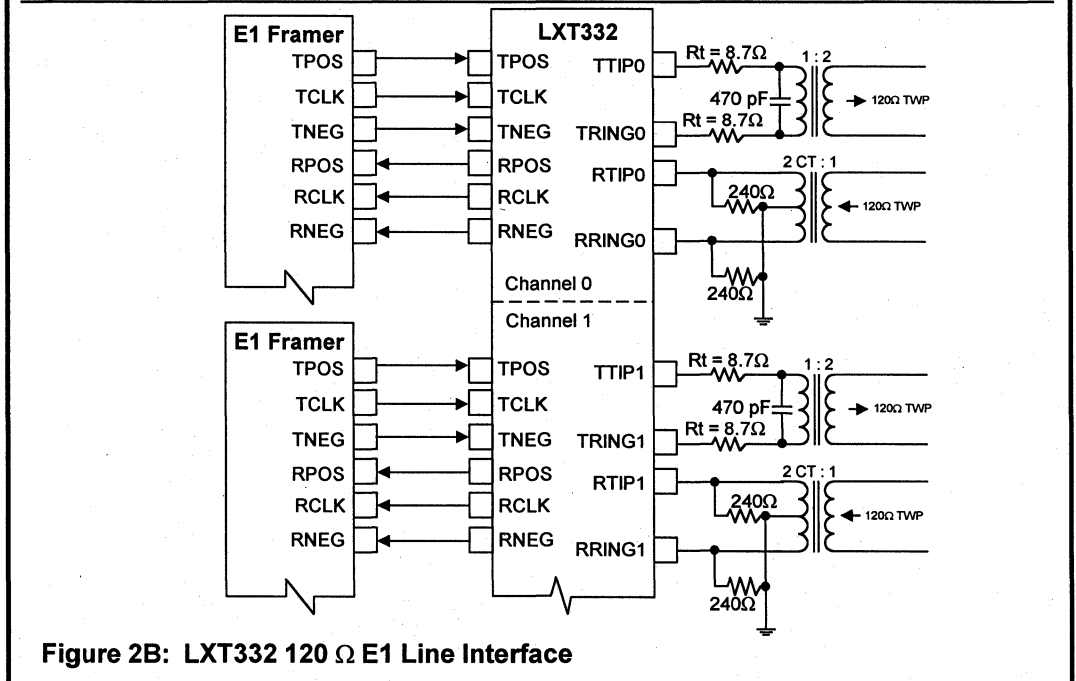 E1 Framer
TPOS
TCLK
TNEG
RPOS
RCLK
RNEG
LXT332
TPOS
TCLK
TNEG
RPOS
RCLK
RNEG
TTIP0
TRING0
RTIP0
RRING0
Channel 0
Rt = 8.7Ω
470 pF
Rt = 8.7Ω
1 : 2
120Ω TWP
2 CT : 1
240Ω
120Ω TWP
240Ω
Channel 1
E1 Framer
TPOS
TCLK
TNEG
RPOS
RCLK
RNEG
TPOS
TCLK
TNEG
RPOS
RCLK
RNEG
TTIP1
TRING1
RTIP1
RRING1
Rt = 8.7Ω
470 pF
Rt = 8.7Ω
1 : 2
120Ω TWP
2 CT : 1
240Ω
120Ω TWP
240Ω
Figure 2B: LXT332 120 Ω E1 Line Interface